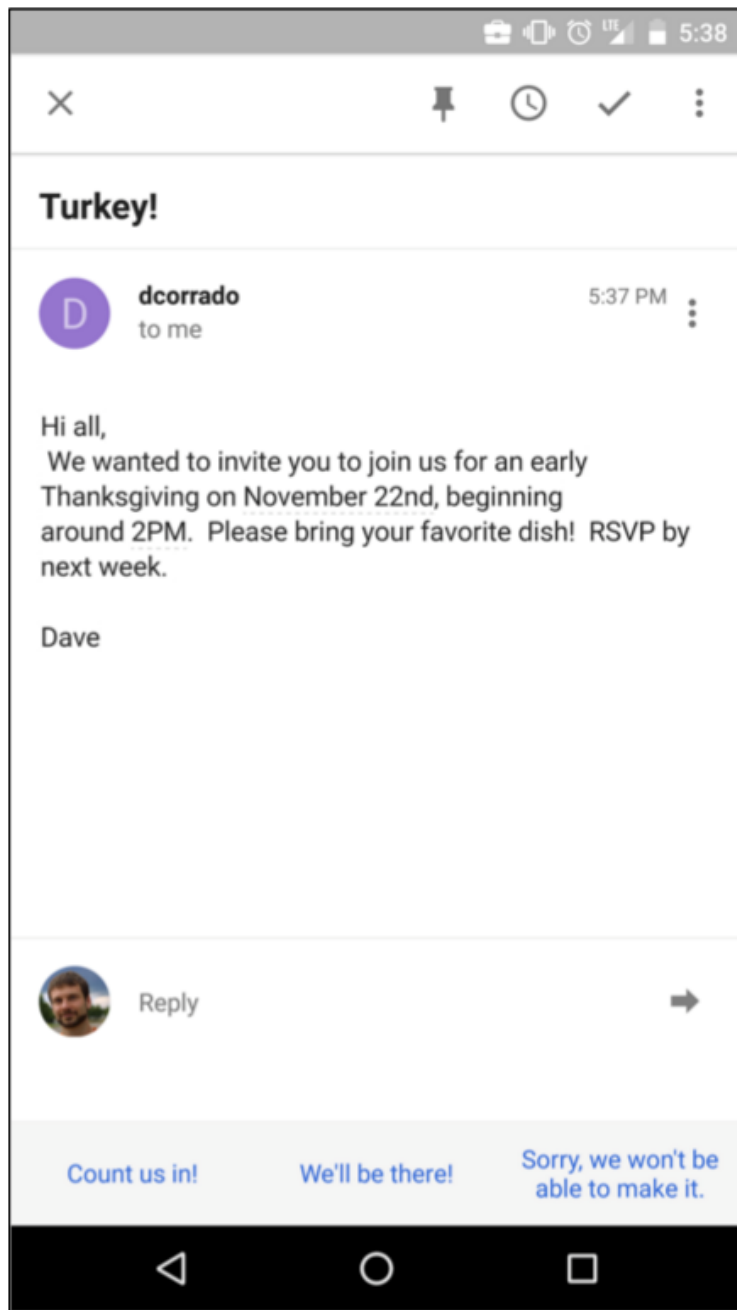 LTE 5:38
Turkey!
D
dcorrado
5:37 PM
to me
Hi all,
We wanted to invite you to join us for an early
Thanksgiving on November 22nd, beginning
around 2PM.  Please bring your favorite dish!  RSVP by
next week.
Dave
Reply
Count us in!
We'll be there!
Sorry, we won't be
able to make it.